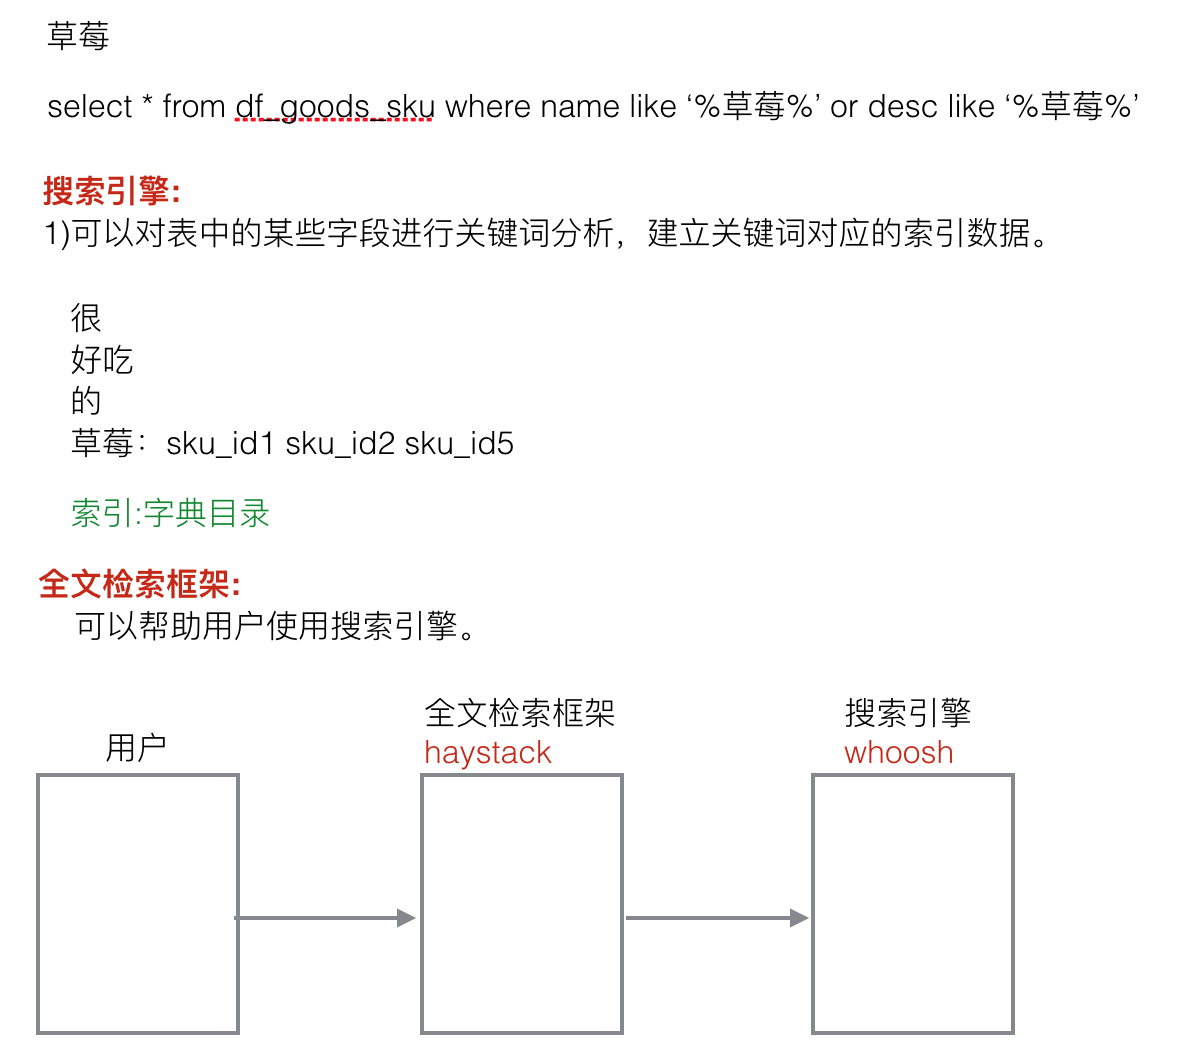 草莓
select * from df_goods_sku where name like ‘%草莓%’ or desc like ‘%草莓%’
搜索引擎:
1)可以对表中的某些字段进行关键词分析，建立关键词对应的索引数据。
很
好吃
的
草莓：sku_id1 sku_id2 sku_id5
索引:字典目录
全文检索框架:
可以帮助用户使用搜索引擎。
用户
全文检索框架
haystack
搜索引擎
whoosh